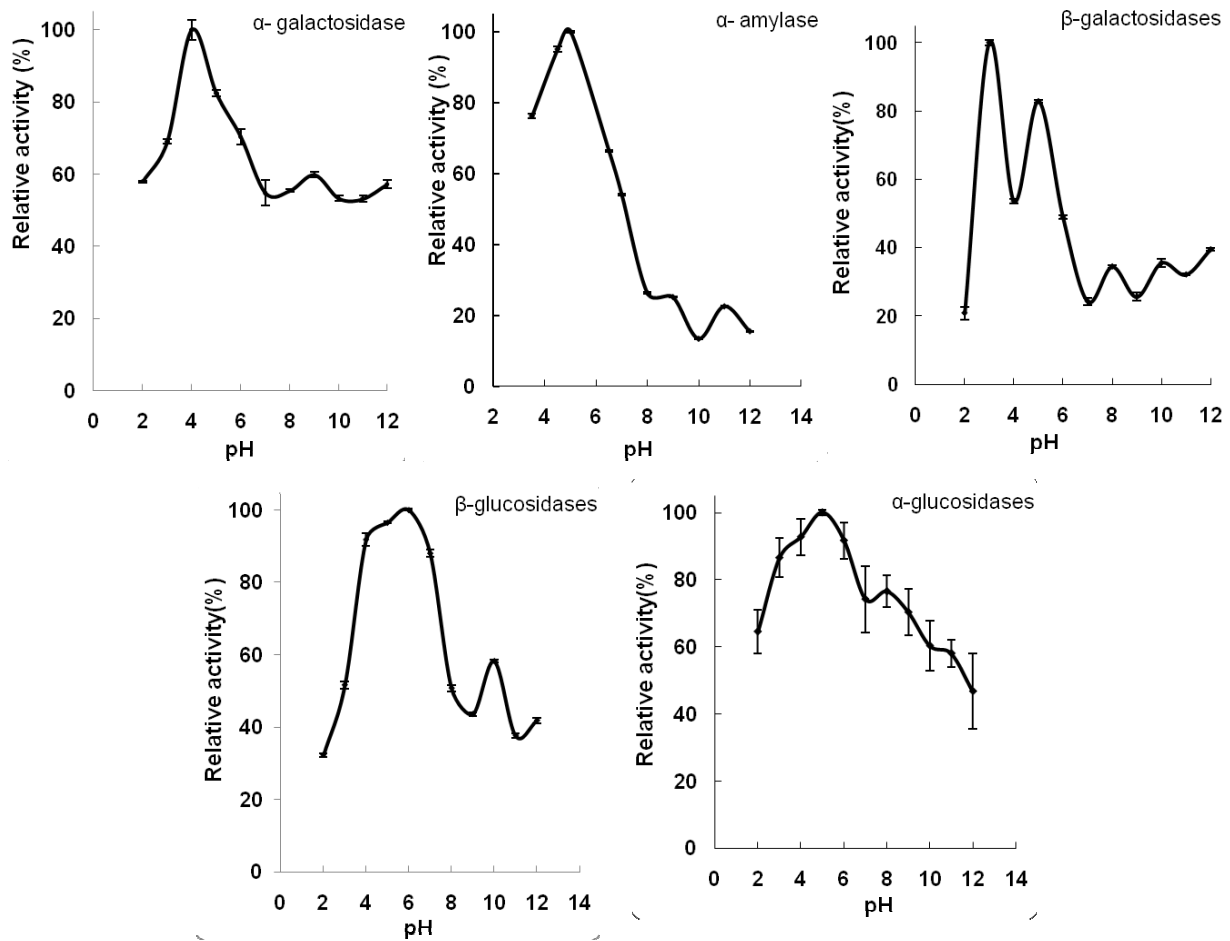 α- galactosidase
Relative activity (%)
100
80
60
40
20
0
0 2 4 6 8 10 12
pH
α- amylase
Relative activity (%)
100
80
60
40
20
0
2 4 6 8 10 12 14
pH
β-galactosidases
Relative activity(%)
100
80
60
40
20
0
0 2 4 6 8 10 12
pH
β-glucosidases
Relative activity(%)
100
80
60
40
20
0
0 2 4 6 8 10 12 14
pH
α-glucosidases
Relative activity(%)
100
80
60
40
20
0
0 2 4 6 8 10 12 14
pH